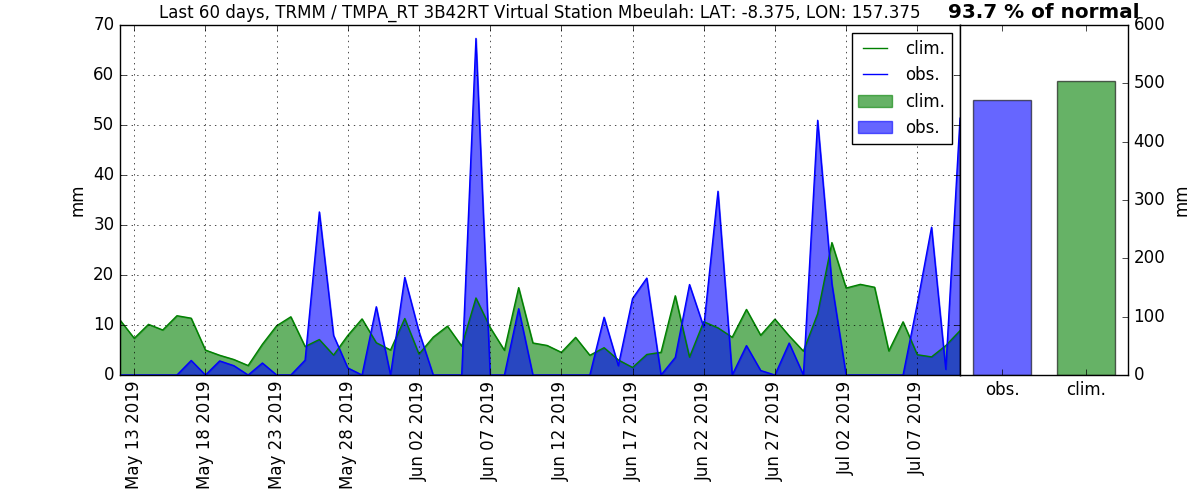 Last 60 days, TRMM / TMPA_RT 3B42RT Virtual Station Mbeulah: LAT: -8.375, LON: 157.375
93.7 % of normal
70
60
50
40
30
20
10
0
mm
clim.
obs.
clim.
obs.
600
500
400
300
200
100
0
mm
obs.
clim.
May 13 2019
May 18 2019
May 23 2019
May 28 2019
Jun 02 2019
Jun 07 2019
Jun 12 2019
Jun 17 2019
Jun 22 2019
Jun 27 2019
Jul 02 2019
Jul 07 2019